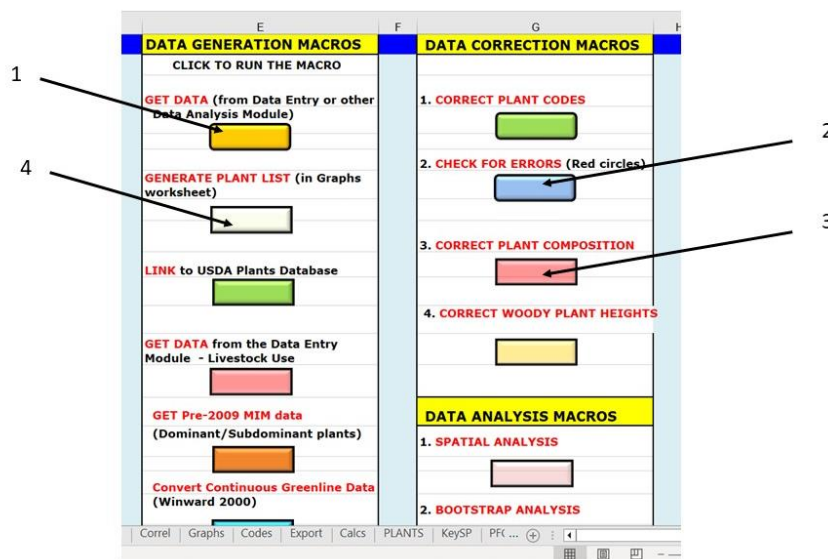 E F G
DATA GENERATION MACROS
CLICK TO RUN THE MACRO
GET DATA (from Data Entry or other
Data Analysis Module)
GENERATE PLANT LIST (in Graphs
worksheet)
LINK to USDA Plants Database
GET DATA from the Data Entry
Module - Livestock Use
GET Pre-2009 MIM data
(Dominant/Subdominant plants)
Convert Continuous Greenline Data
(Winward 2000)
DATA CORRECTION MACROS
1. CORRECT PLANT CODES
2. CHECK FOR ERRORS (Red circles)
3. CORRECT PLANT COMPOSITION
4. CORRECT WOODY PLANT HEIGHTS
DATA ANALYSIS MACROS
1. SPATIAL ANALYSIS
2. BOOTSTRAP ANALYSIS
1
4
2
3
Correl Graphs Codes Export Calcs PLANTS KeySP PF( ...